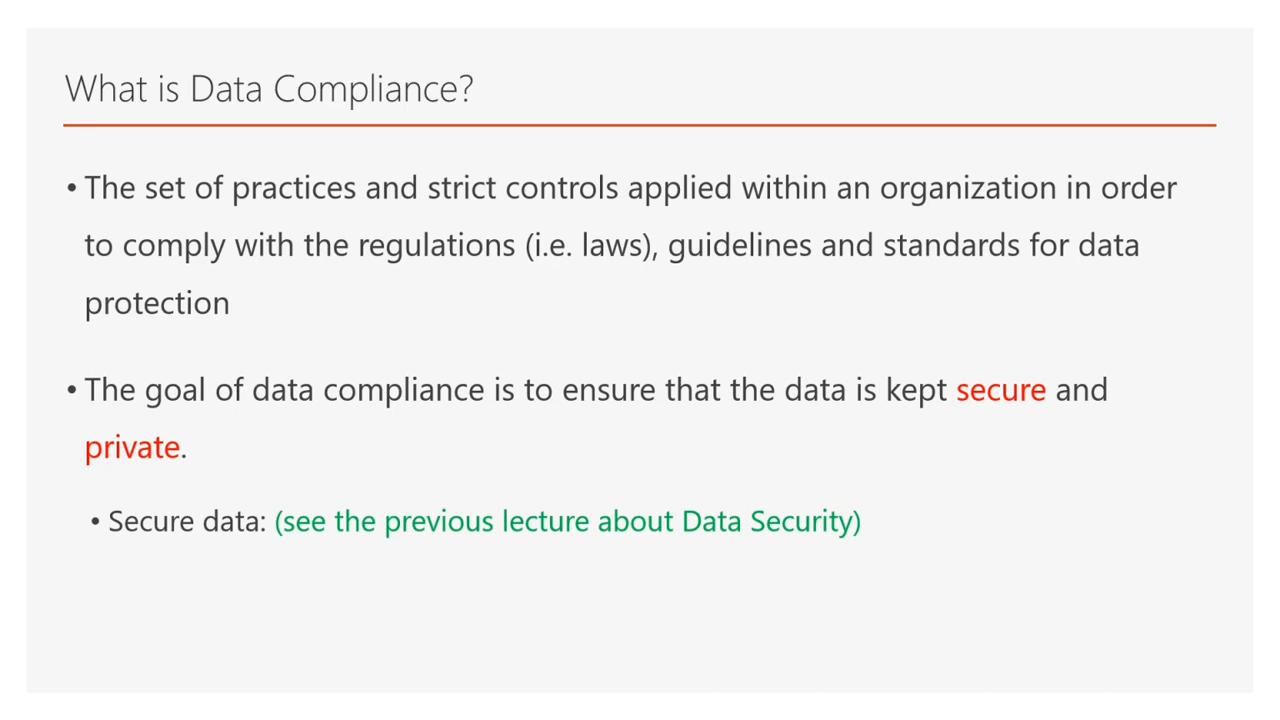 What is Data Compliance?
• The set of practices and strict controls applied within an organization in order
to comply with the regulations (i.e. laws), guidelines and standards for data
protection
• The goal of data compliance is to ensure that the data is kept secure and
private.
• Secure data: (see the previous lecture about Data Security)